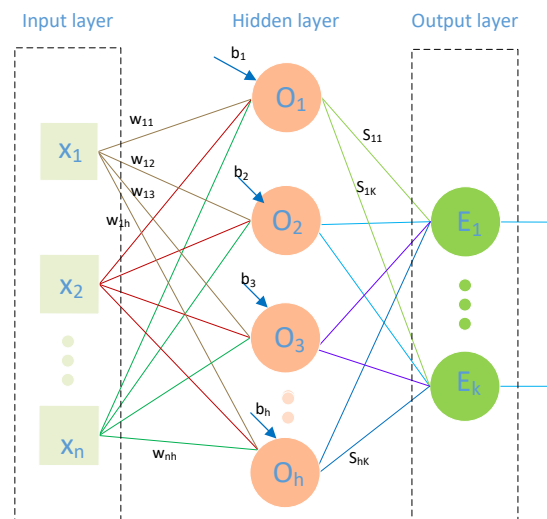 Input layer
Hidden layer
Output layer
b₁
O₁
w₁₁
S₁₁
x₁
w₁₂
b₂
S₁ₖ
w₁₃
w₁ₕ
O₂
E₁
b₃
x₂
O₃
Eₖ
bₕ
xₙ
wₙₕ
Sₕₖ
Oₕ